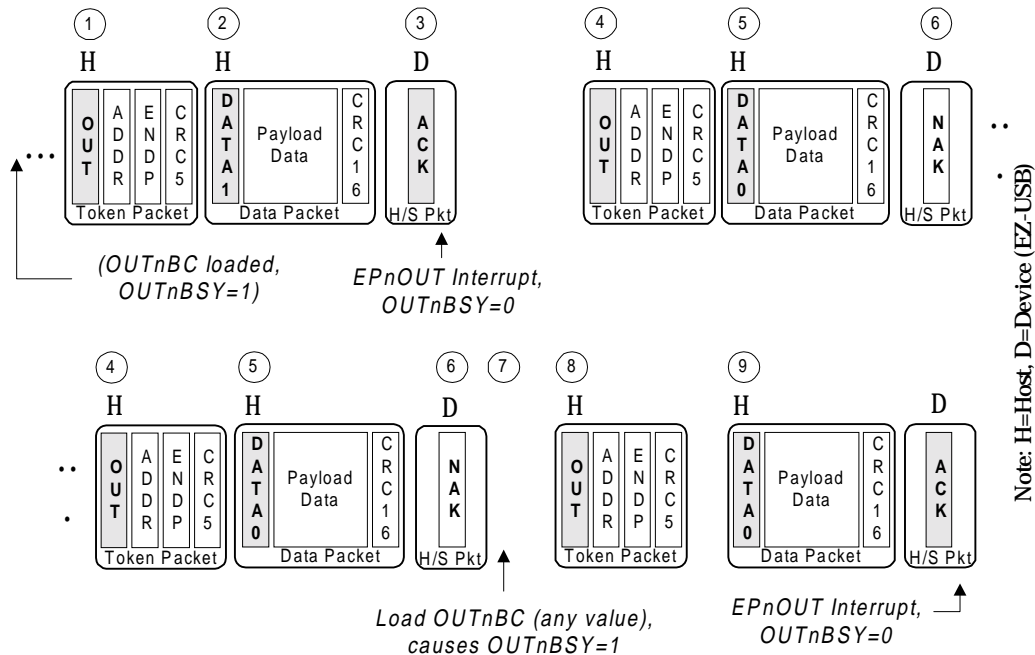 1 2 3 4 5 6
H H D H H D
OUT ADDR ENDP CRC5 DATA1 Payload Data CRC16 ACK OUT ADDR ENDP CRC5 DATA0 Payload Data CRC16 NAK
Token Packet Data Packet H/S Pkt Token Packet Data Packet H/S Pkt
(OUTnBC loaded,
OUTnBSY=1)
EPnOUT Interrupt,
OUTnBSY=0
4 5 6 7 8 9
H H D H H D
OUT ADDR ENDP CRC5 DATA0 Payload Data CRC16 NAK OUT ADDR ENDP CRC5 DATA0 Payload Data CRC16 ACK
Token Packet Data Packet H/S Pkt Token Packet Data Packet H/S Pkt
Load OUTnBC (any value),
causes OUTnBSY=1
EPnOUT Interrupt,
OUTnBSY=0
Note: H=Host, D=Device (EZ-USB)